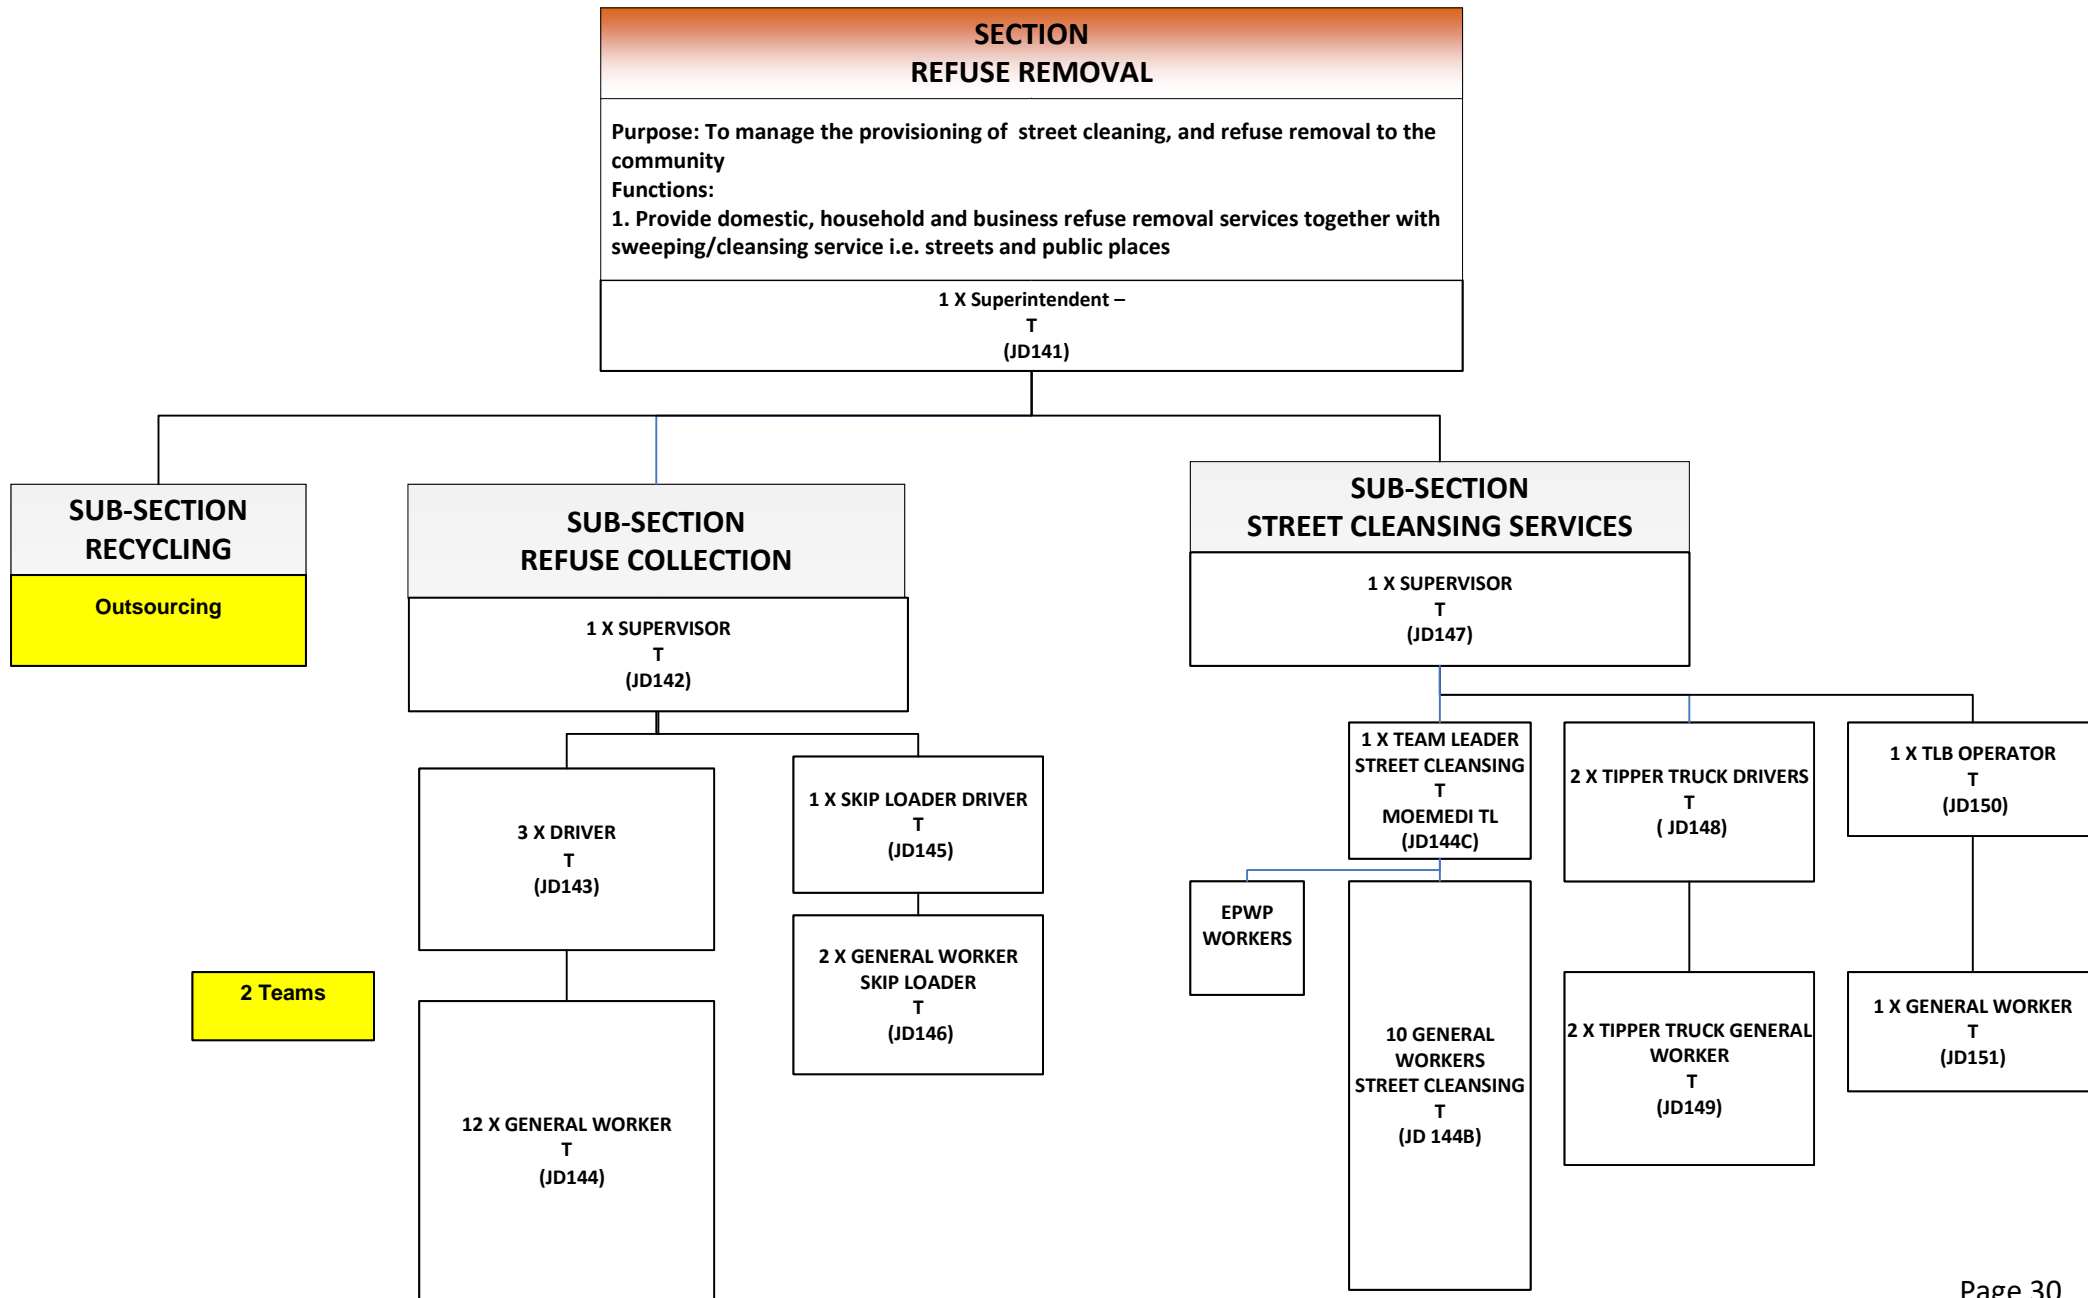 SECTION
REFUSE REMOVAL
Purpose: To manage the provisioning of street cleaning, and refuse removal to the
community
Functions:
1. Provide domestic, household and business refuse removal services together with
sweeping/cleansing service i.e. streets and public places
1 X Superintendent –
T
(JD141)
SUB-SECTION
RECYCLING
Outsourcing
SUB-SECTION
REFUSE COLLECTION
1 X SUPERVISOR
T
(JD142)
3 X DRIVER
T
(JD143)
2 Teams
12 X GENERAL WORKER
T
(JD144)
1 X SKIP LOADER DRIVER
T
(JD145)
2 X GENERAL WORKER
SKIP LOADER
T
(JD146)
SUB-SECTION
STREET CLEANSING SERVICES
1 X SUPERVISOR
T
(JD147)
1 X TEAM LEADER
STREET CLEANSING
T
MOEMEDI TL
(JD144C)
EPWP
WORKERS
10 GENERAL
WORKERS
STREET CLEANSING
T
(JD 144B)
2 X TIPPER TRUCK DRIVERS
T
( JD148)
2 X TIPPER TRUCK GENERAL
WORKER
T
(JD149)
1 X TLB OPERATOR
T
(JD150)
1 X GENERAL WORKER
T
(JD151)
Page 30